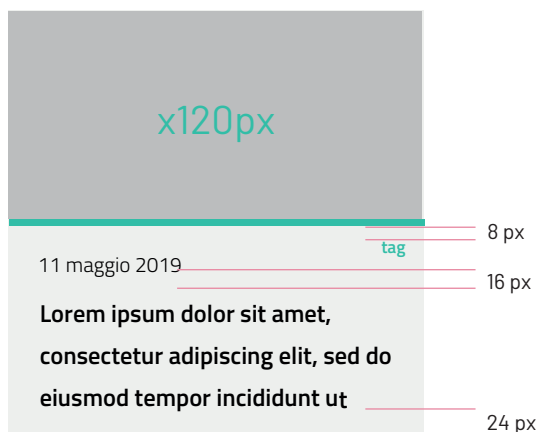 x120px
8 px
tag
11 maggio 2019
16 px
Lorem ipsum dolor sit amet,
consectetur adipiscing elit, sed do
eiusmod tempor incididunt ut
24 px